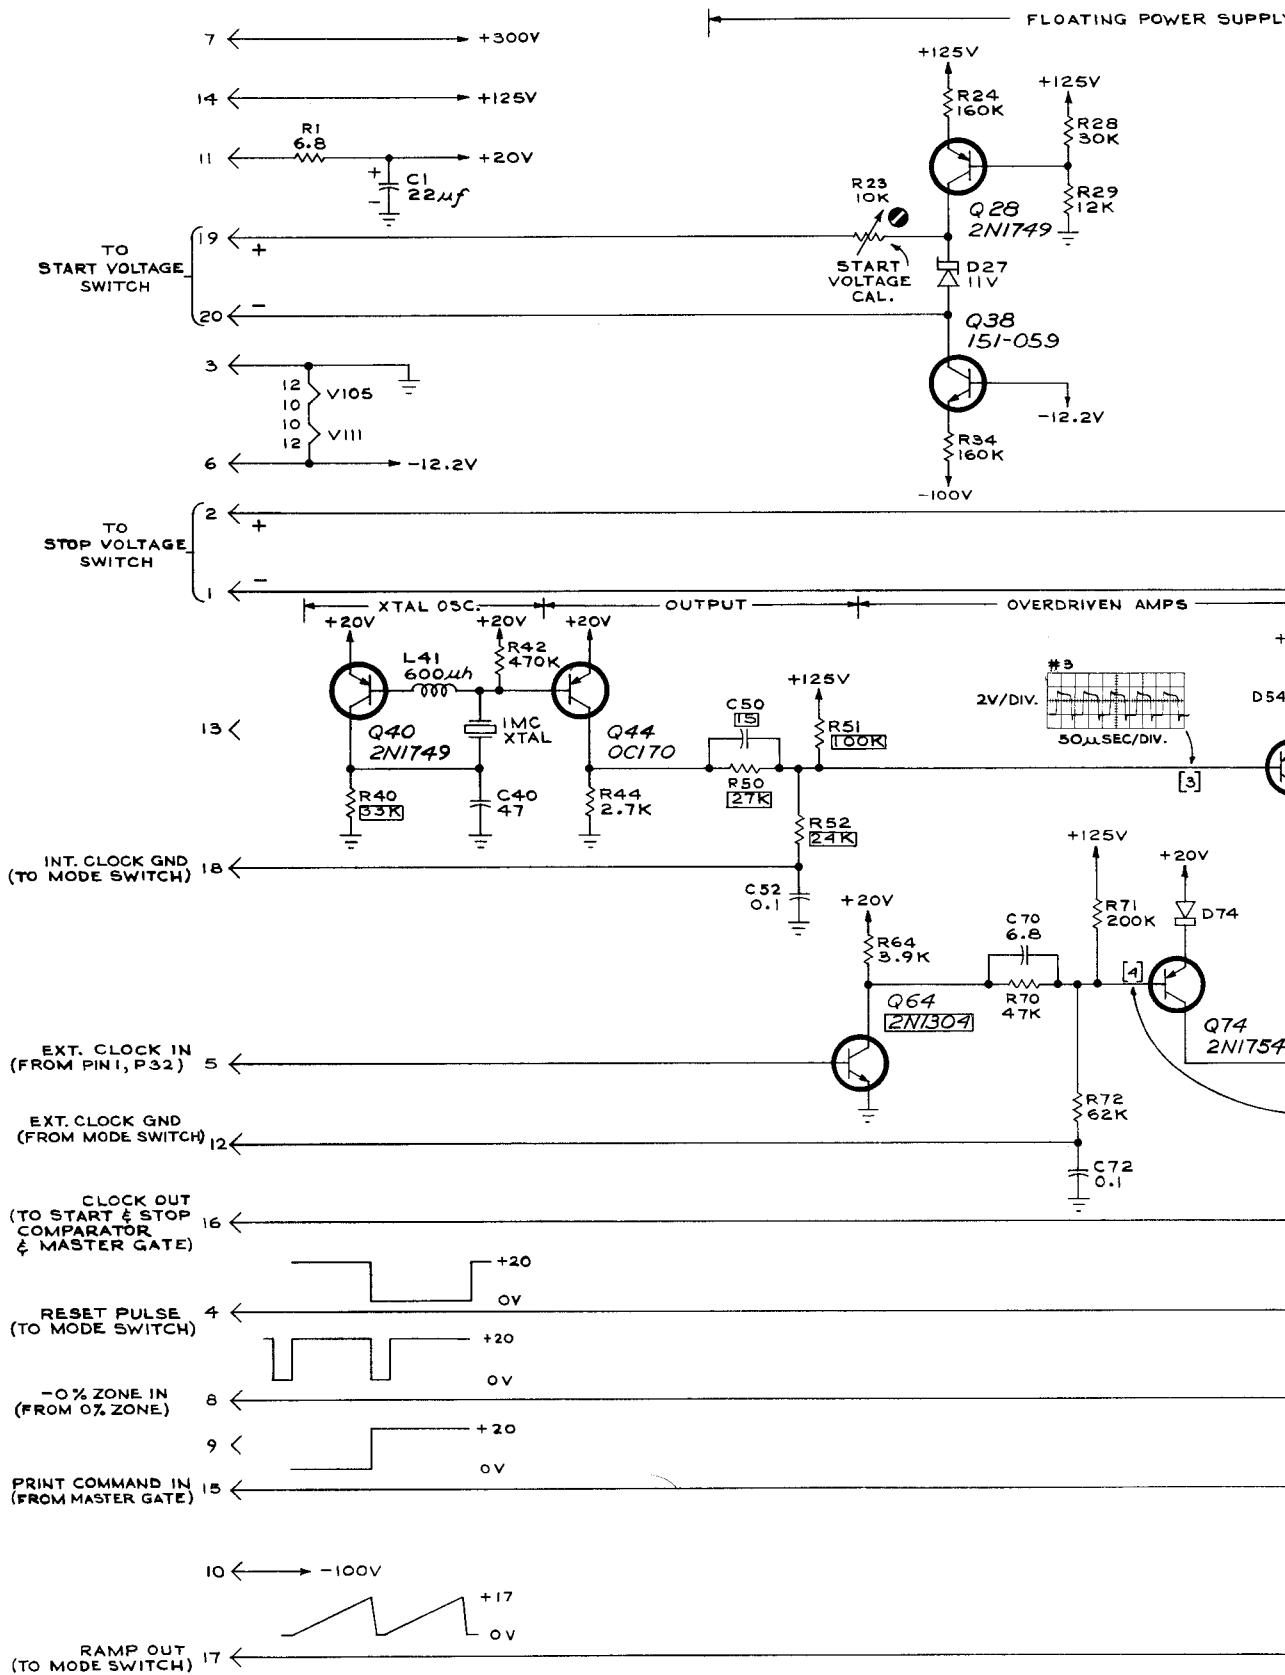 FLOATING POWER SUPPLY
7
+300V
14
+125V
R1
6.8
11
+20V
+
C1
22μf
-
+125V
R24
160K
+125V
R28
30K
R29
12K
Q28
2N1749
R23
10K
START
VOLTAGE
CAL.
D27
11V
TO
START VOLTAGE
SWITCH
19
+
20
-
Q38
151-059
-12.2V
R34
160K
-100V
3
12
10
V105
10
12
V111
6
-12.2V
TO
STOP VOLTAGE
SWITCH
2
+
1
-
XTAL OSC.
OUTPUT
OVERDRIVEN AMPS
+20V
+20V
+20V
L41
600μh
R42
470K
Q40
2N1749
1MC
XTAL
Q44
OC170
13
R40
33K
C40
47
R44
2.7K
C50
15
R50
27K
+125V
R51
100K
R52
24K
C52
0.1
#3
2V/DIV.
50μSEC/DIV.
[3]
+
D54
INT. CLOCK GND
(TO MODE SWITCH)
18
+20V
R64
3.9K
Q64
2N1304
C70
6.8
R70
47K
+125V
R71
200K
+20V
D74
[4]
Q74
2N1754
R72
62K
C72
0.1
EXT. CLOCK IN
(FROM PIN 1, P32)
5
EXT. CLOCK GND
(FROM MODE SWITCH)
12
CLOCK OUT
(TO START & STOP
COMPARATOR
& MASTER GATE)
16
+20
0V
RESET PULSE
(TO MODE SWITCH)
4
+20
0V
-0% ZONE IN
(FROM 0% ZONE)
8
9
+20
0V
PRINT COMMAND IN
(FROM MASTER GATE)
15
10
-100V
+17
0V
RAMP OUT
(TO MODE SWITCH)
17